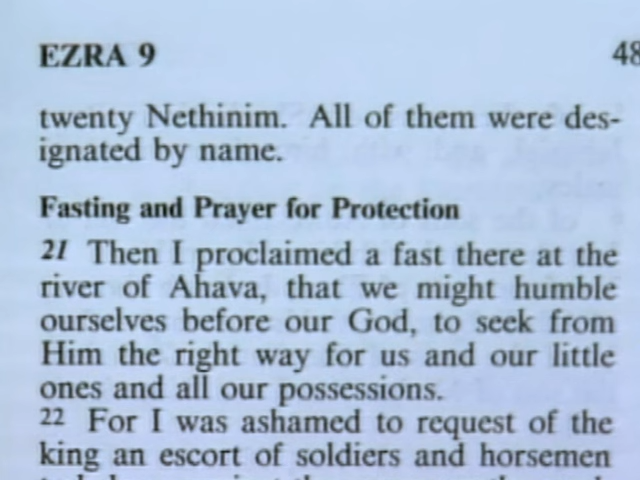 EZRA 9
48
twenty Nethinim. All of them were des-
ignated by name.
Fasting and Prayer for Protection
21 Then I proclaimed a fast there at the
river of Ahava, that we might humble
ourselves before our God, to seek from
Him the right way for us and our little
ones and all our possessions.
22 For I was ashamed to request of the
king an escort of soldiers and horsemen